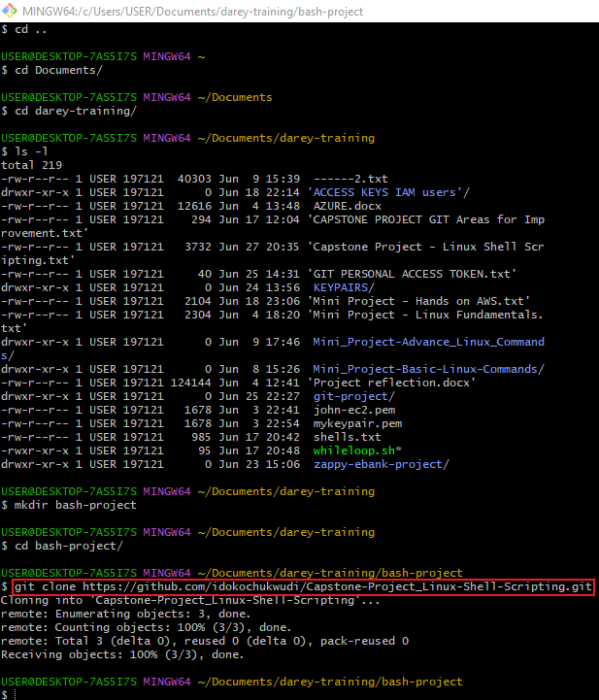 MINGW64:/c/Users/USER/Documents/darey-training/bash-project
$ cd ..
USER@DESKTOP-7AS5I7S MINGW64 ~
$ cd Documents/
USER@DESKTOP-7AS5I7S MINGW64 ~/Documents
$ cd darey-training/
USER@DESKTOP-7AS5I7S MINGW64 ~/Documents/darey-training
$ ls -l
total 219
-rw-r--r-- 1 USER 197121  40303 Jun  9 15:39  ------2.txt
drwxr-xr-x 1 USER 197121      0 Jun 18 22:14 'ACCESS KEYS IAM users'/
-rw-r--r-- 1 USER 197121  12616 Jun  4 13:48  AZURE.docx
-rw-r--r-- 1 USER 197121    294 Jun 17 12:04 'CAPSTONE PROJECT GIT Areas for Imp
rovement.txt'
-rw-r--r-- 1 USER 197121   3732 Jun 27 20:35 'Capstone Project - Linux Shell Scr
ipting.txt'
-rw-r--r-- 1 USER 197121     40 Jun 25 14:31 'GIT PERSONAL ACCESS TOKEN.txt'
drwxr-xr-x 1 USER 197121      0 Jun 24 13:56  KEYPAIRS/
-rw-r--r-- 1 USER 197121   2104 Jun 18 23:06 'Mini Project - Hands on AWS.txt'
-rw-r--r-- 1 USER 197121   2304 Jun  4 18:20 'Mini Project - Linux Fundamentals.
txt'
drwxr-xr-x 1 USER 197121      0 Jun  9 17:46  Mini_Project-Advance_Linux_Command
s/
drwxr-xr-x 1 USER 197121      0 Jun  8 15:26  Mini_Project-Basic-Linux-Commands/
-rw-r--r-- 1 USER 197121 124144 Jun  4 12:41 'Project reflection.docx'
drwxr-xr-x 1 USER 197121      0 Jun 25 22:27  git-project/
-rw-r--r-- 1 USER 197121   1678 Jun  3 22:41  john-ec2.pem
-rw-r--r-- 1 USER 197121   1678 Jun  3 22:54  mykeypair.pem
-rw-r--r-- 1 USER 197121    985 Jun 17 20:42  shells.txt
-rwxr-xr-x 1 USER 197121     95 Jun 17 20:48  whileloop.sh*
drwxr-xr-x 1 USER 197121      0 Jun 23 15:06  zappy-ebank-project/
USER@DESKTOP-7AS5I7S MINGW64 ~/Documents/darey-training
$ mkdir bash-project
USER@DESKTOP-7AS5I7S MINGW64 ~/Documents/darey-training
$ cd bash-project/
USER@DESKTOP-7AS5I7S MINGW64 ~/Documents/darey-training/bash-project
$ git clone https://github.com/idokochukwudi/Capstone-Project_Linux-Shell-Scripting.git
Cloning into 'Capstone-Project_Linux-Shell-Scripting'...
remote: Enumerating objects: 3, done.
remote: Counting objects: 100% (3/3), done.
remote: Total 3 (delta 0), reused 0 (delta 0), pack-reused 0
Receiving objects: 100% (3/3), done.
USER@DESKTOP-7AS5I7S MINGW64 ~/Documents/darey-training/bash-project
$